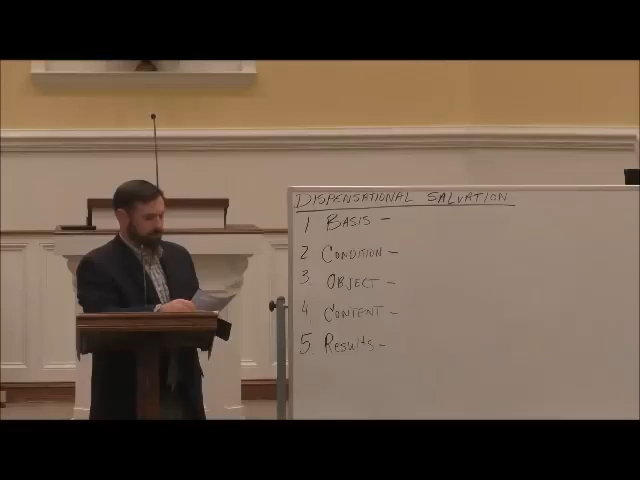 DISPENSATIONAL SALVATION
1 BASIS -
2 CONDITION -
3. OBJECT -
4 CONTENT -
5. Results -